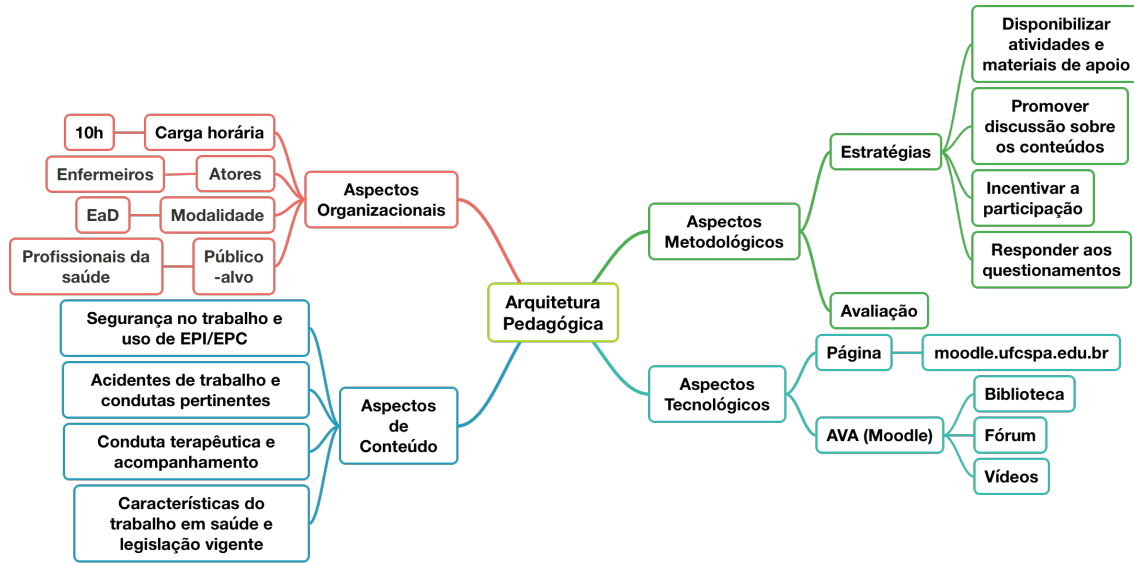 Arquitetura
Pedagógica
Aspectos
Organizacionais
Carga horária
10h
Atores
Enfermeiros
Modalidade
EaD
Público
-alvo
Profissionais da
saúde
Aspectos
de
Conteúdo
Segurança no trabalho e
uso de EPI/EPC
Acidentes de trabalho e
condutas pertinentes
Conduta terapêutica e
acompanhamento
Características do
trabalho em saúde e
legislação vigente
Aspectos
Metodológicos
Estratégias
Disponibilizar
atividades e
materiais de apoio
Promover
discussão sobre
os conteúdos
Incentivar a
participação
Responder aos
questionamentos
Avaliação
Aspectos
Tecnológicos
Página
moodle.ufcspa.edu.br
AVA (Moodle)
Biblioteca
Fórum
Vídeos